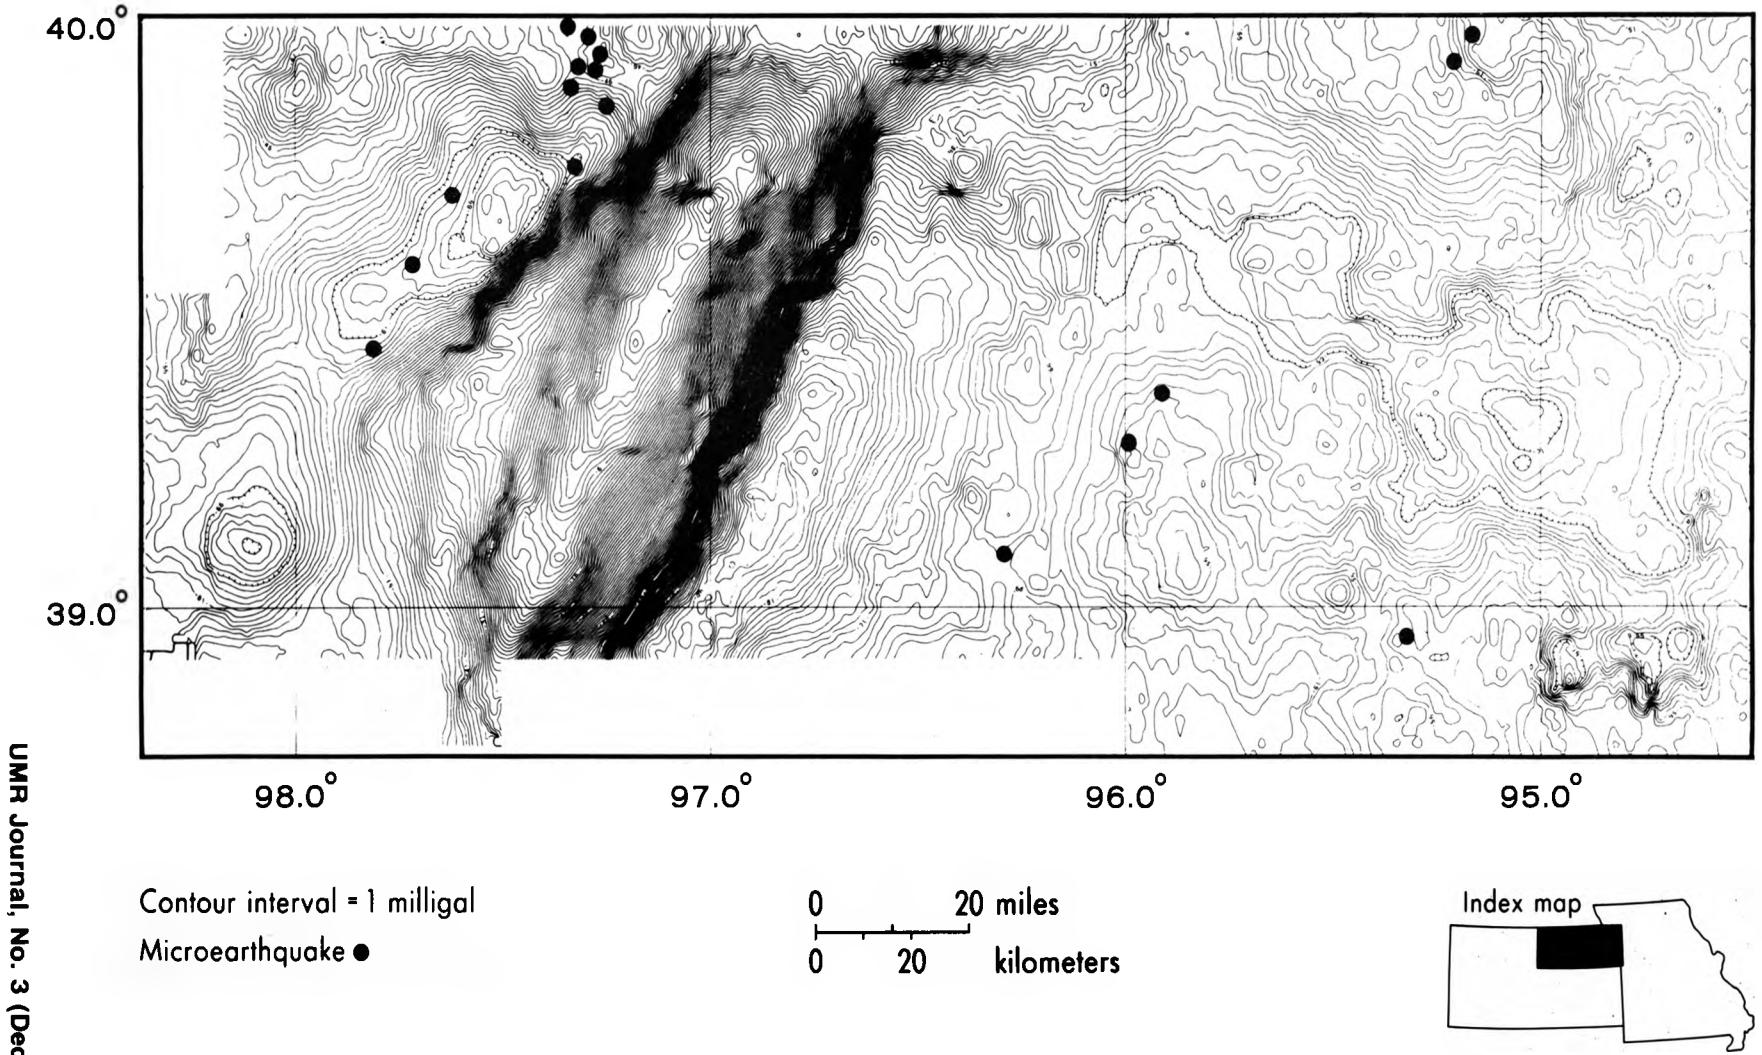 40.0°
39.0°
98.0°
97.0°
96.0°
95.0°
Contour interval = 1 milligal
Microearthquake
0 20 miles
0 20 kilometers
Index map
UMR Journal, No. 3 (Dec